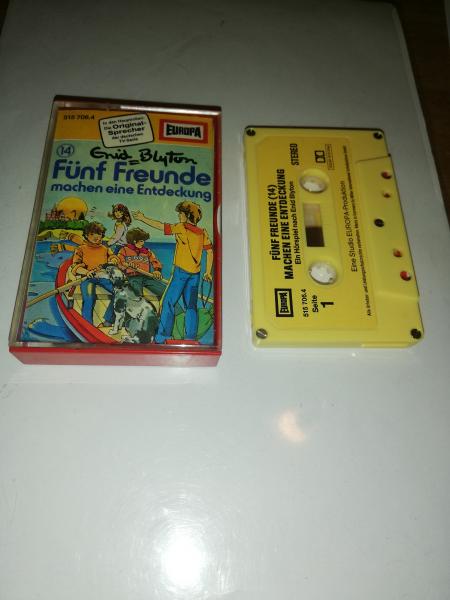 515 706.4
In den Hauptrollen:
Die Original-
Sprecher
der deutschen
TV-Serie
EUROPA
14
Enid Blyton
Fünf Freunde
machen eine Entdeckung
FÜNF FREUNDE (14)
MACHEN EINE ENTDECKUNG
Ein Hörspiel nach Enid Blyton
STEREO
EUROPA
515 706.4
Seite
1
Eine Studio EUROPA-Produktion